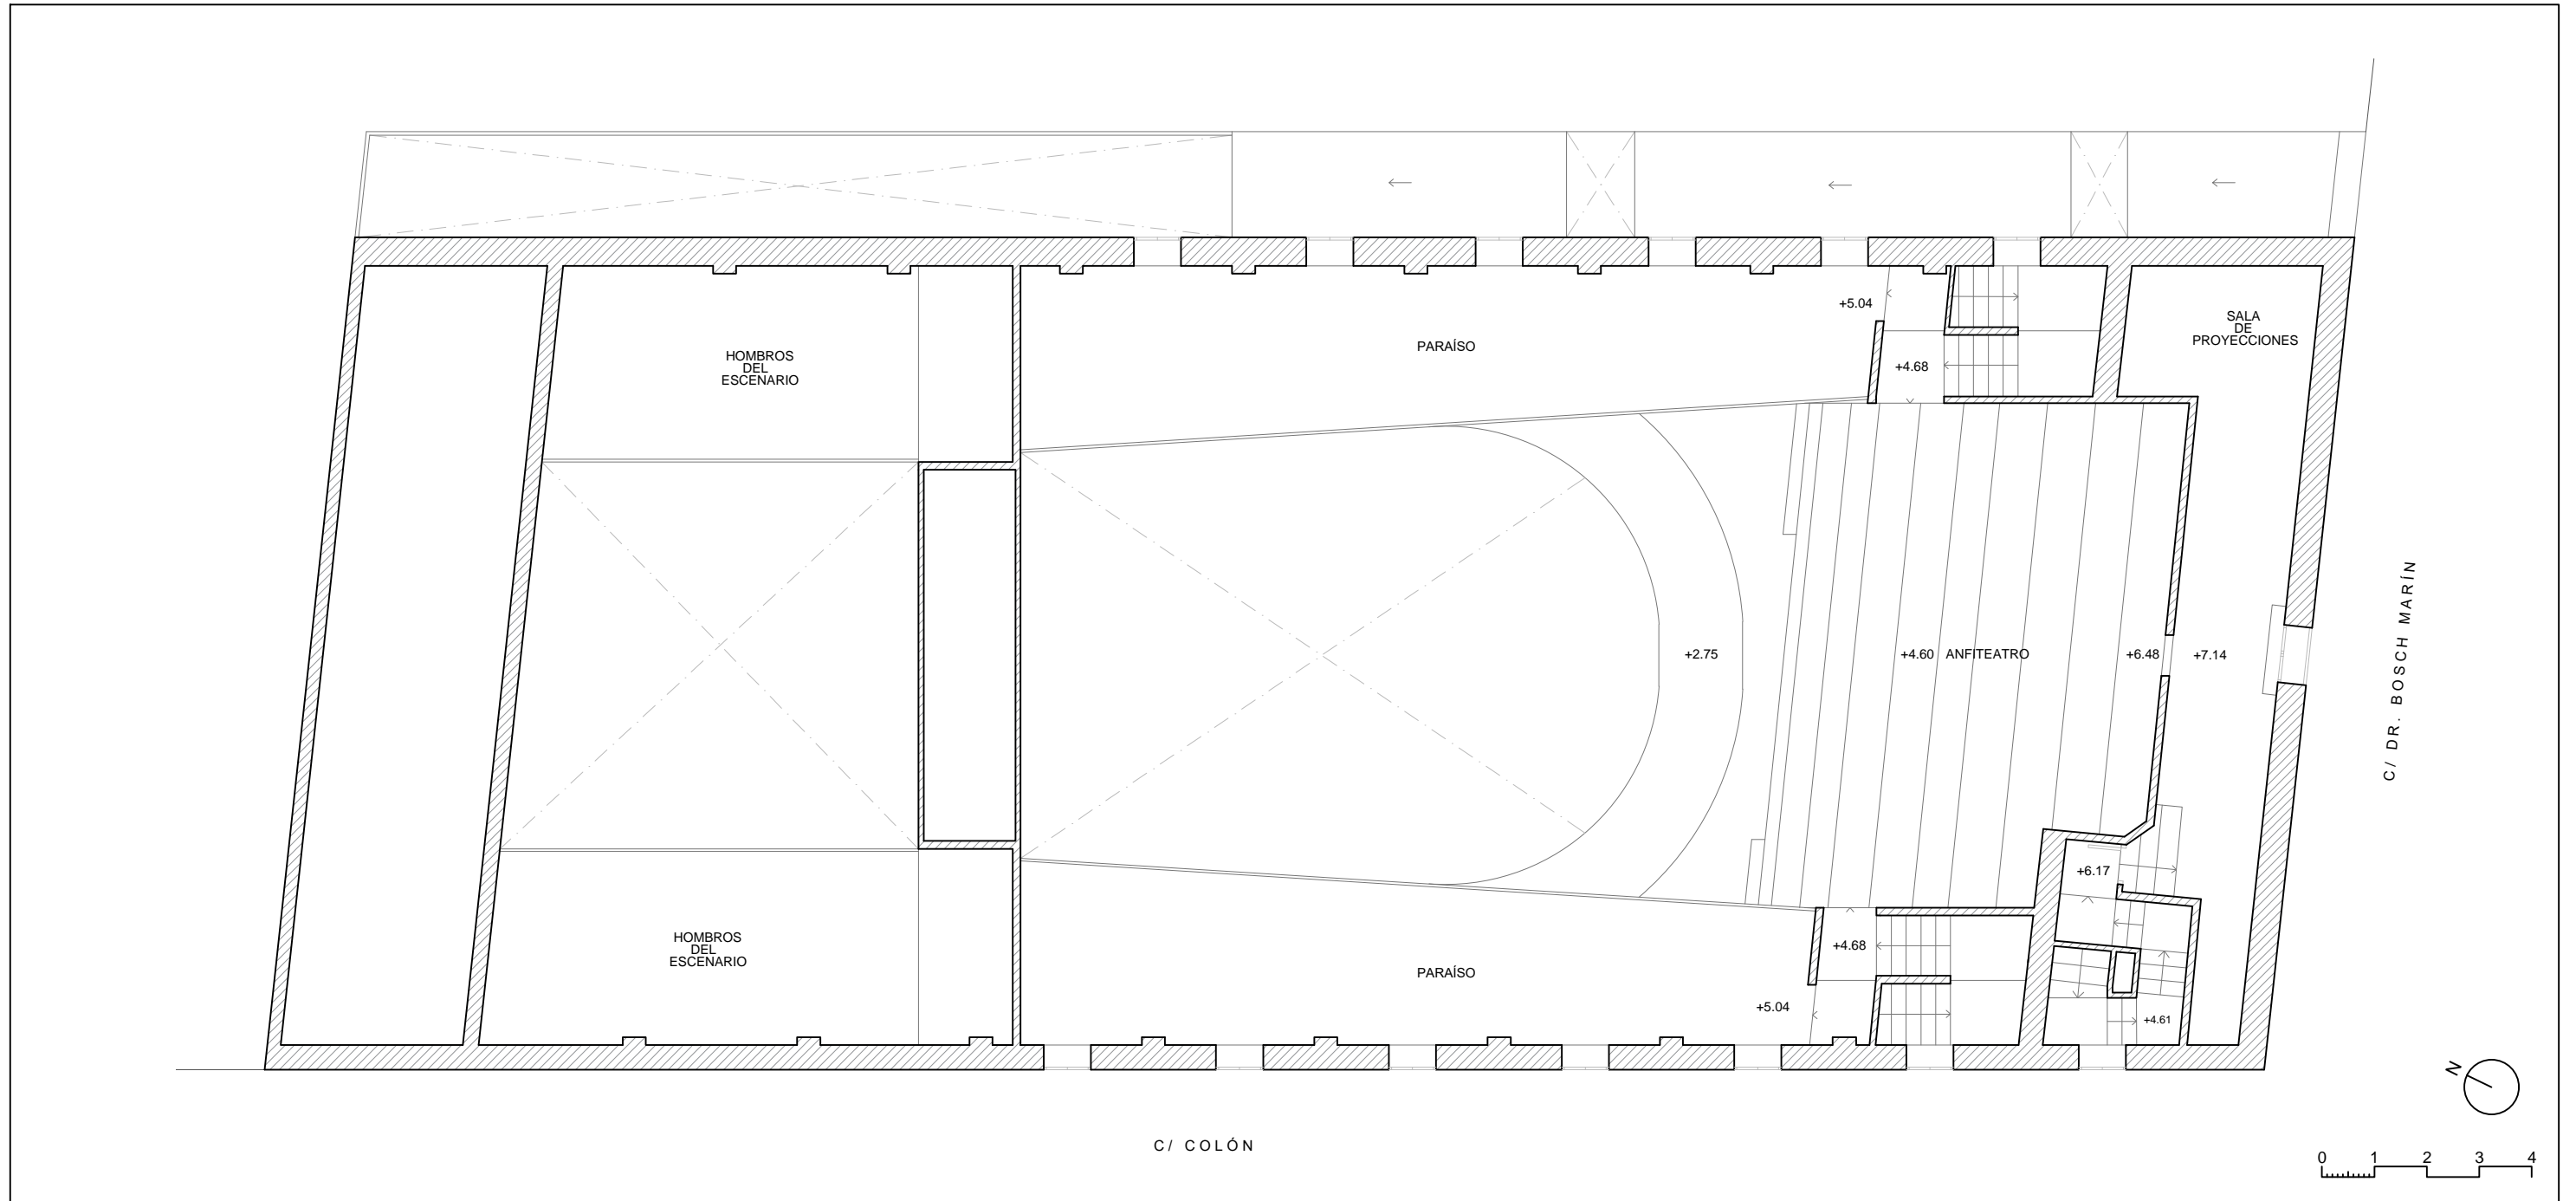 +5.04
SALA
DE
PROYECCIONES
PARAÍSO
HOMBROS
DEL
ESCENARIO
+4.68
+2.75
+4.60 ANFITEATRO
+6.48
+7.14
C/ DR. BOSCH MARÍN
+6.17
HOMBROS
DEL
ESCENARIO
+4.68
PARAÍSO
+5.04
+4.61
N
C/ COLÓN
0 1 2 3 4